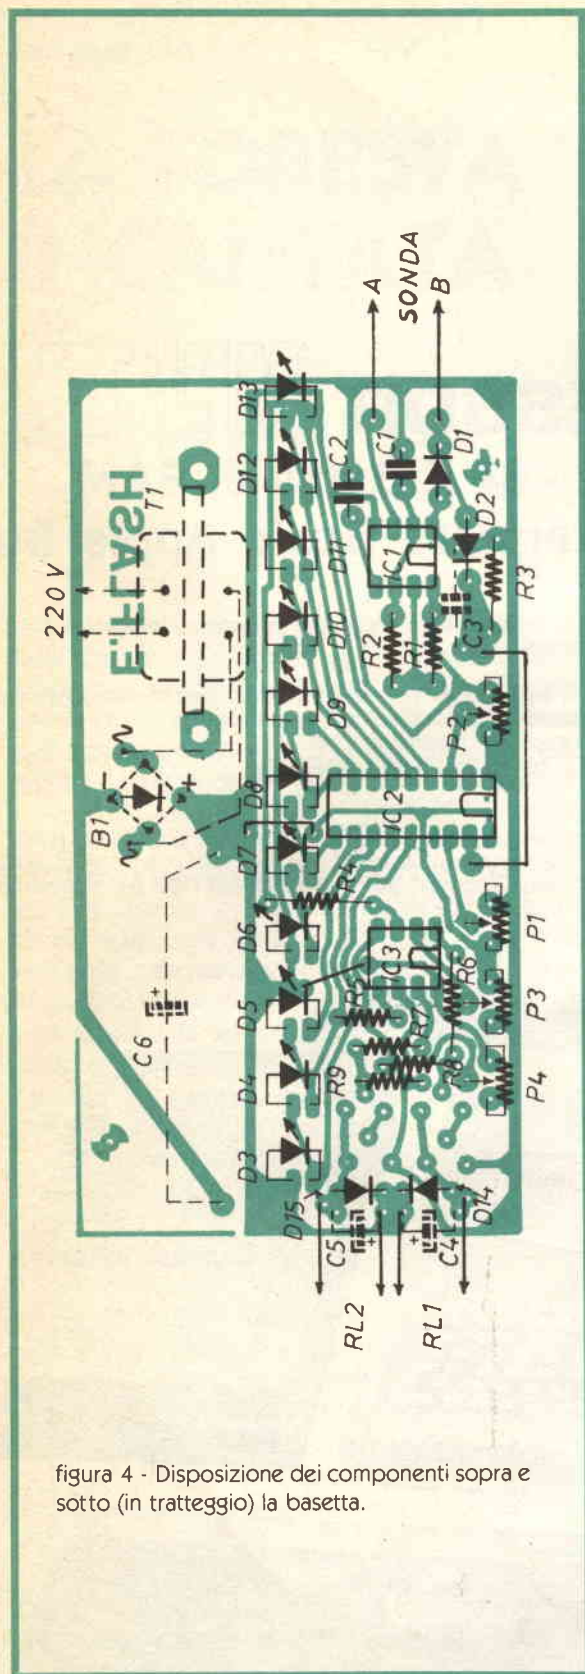 220V
E.FLASH
T1
B1
~
~
-
+
C6
+
D3
D4
D5
D6
D7
D8
D9
D10
D11
D12
D13
D15
C5
+
RL2
RL1
C4
+
D14
R9
R5
R7
R8
R6
R4
IC3
IC2
P4
P3
P1
P2
R2
R1
IC1
C2
C1
C3
D2
D1
R3
A
SONDA
B
figura 4 - Disposizione dei componenti sopra e
sotto (in tratteggio) la basetta.